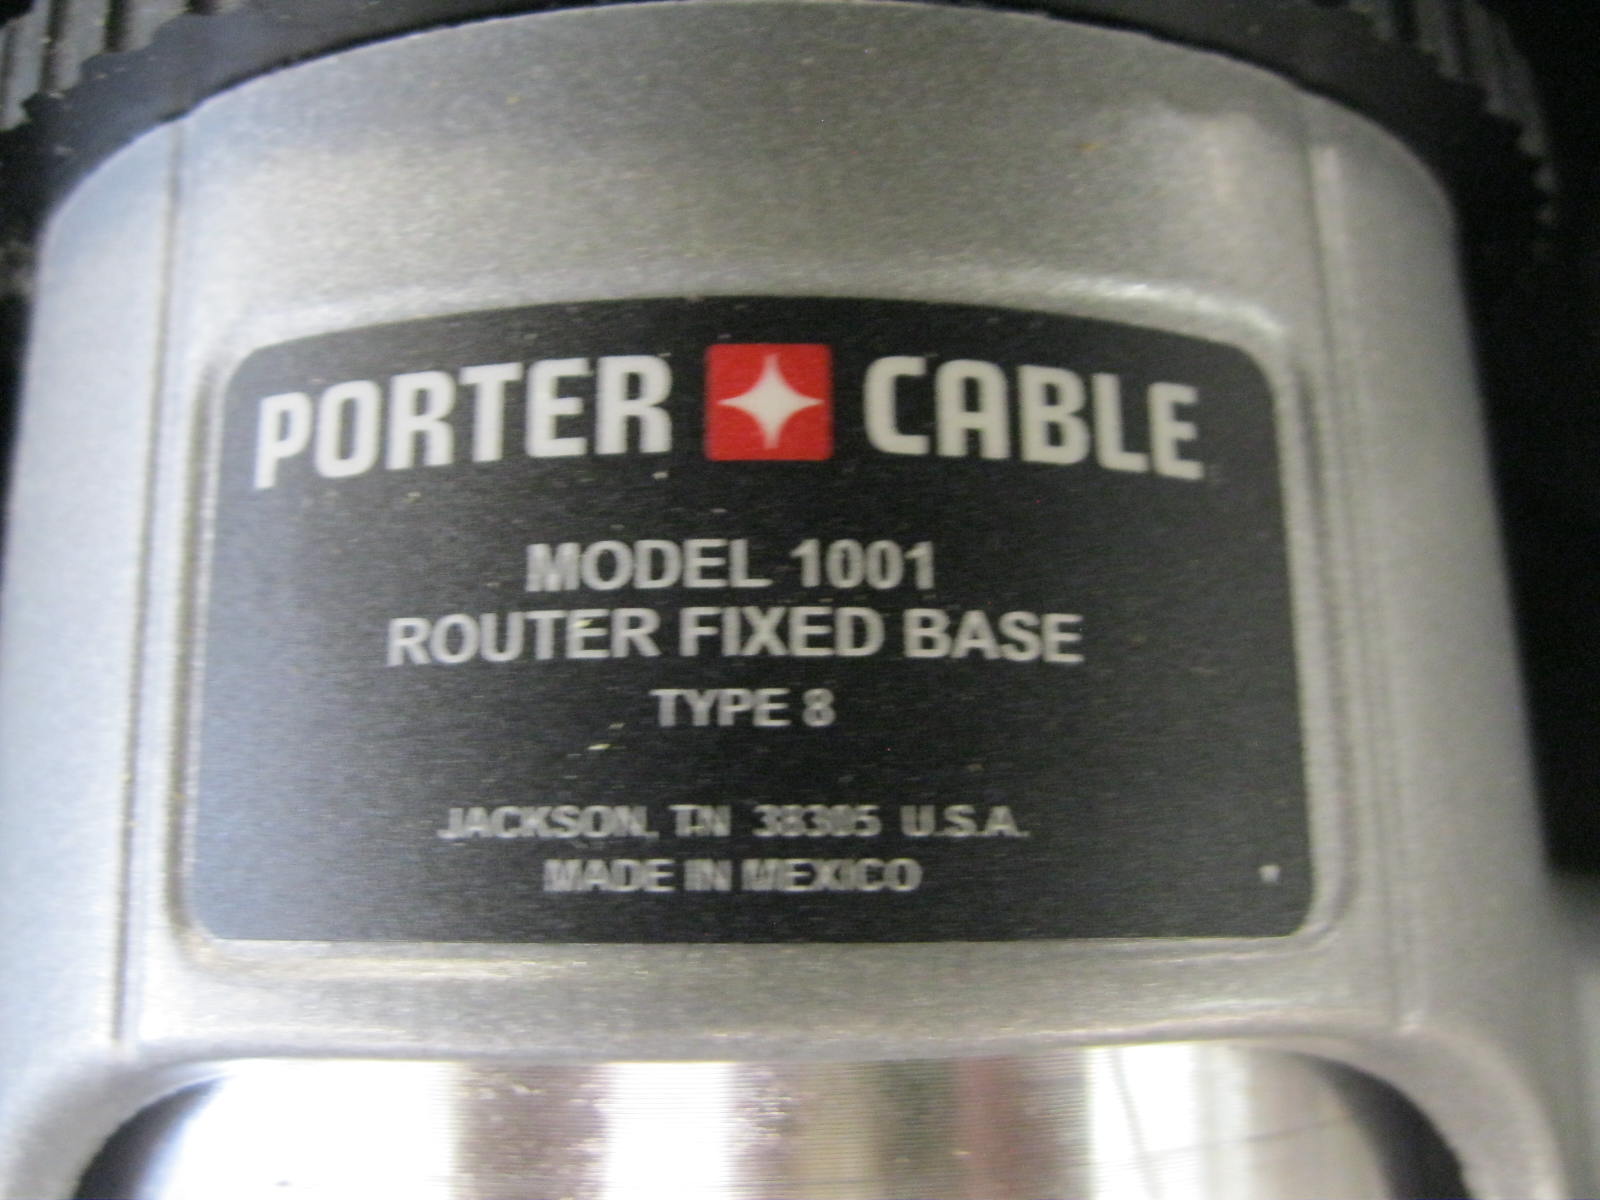 PORTER CABLE
MODEL 1001
ROUTER FIXED BASE
TYPE 8
JACKSON, TN 38305 U.S.A.
MADE IN MEXICO